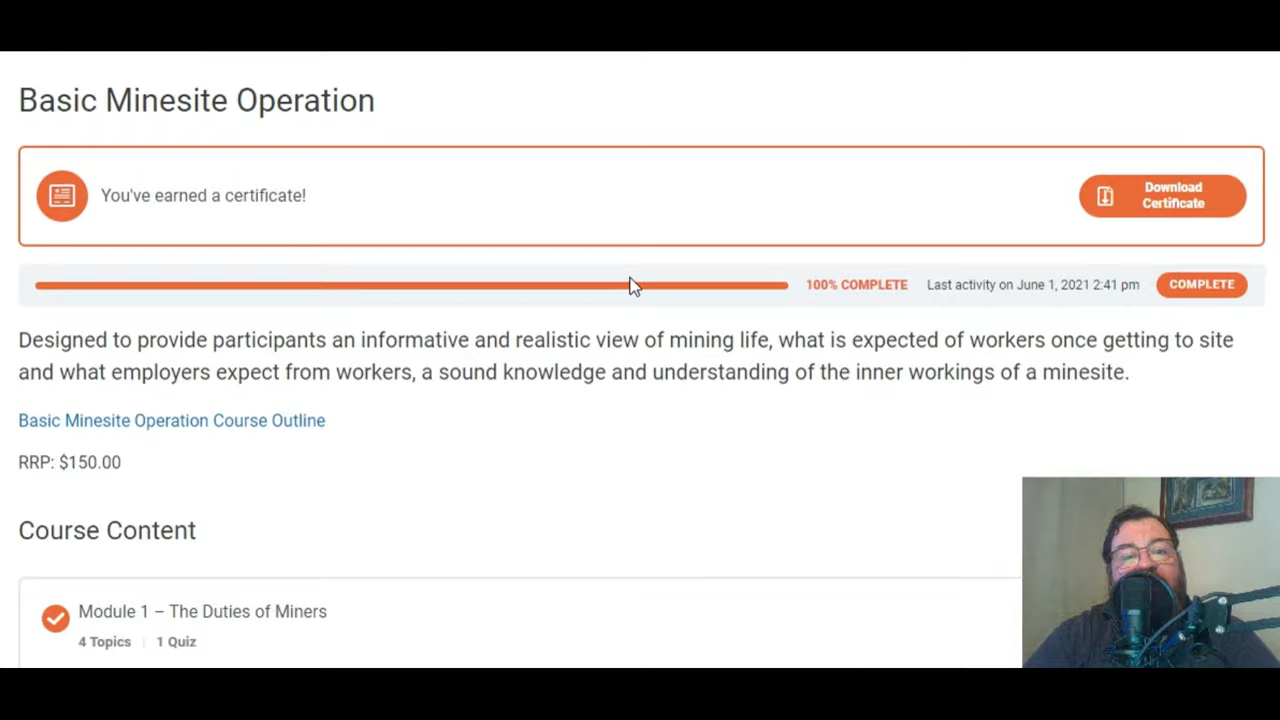 Basic Minesite Operation
You've earned a certificate!
Download
Certificate
100% COMPLETE
Last activity on June 1, 2021 2:41 pm
COMPLETE
Designed to provide participants an informative and realistic view of mining life, what is expected of workers once getting to site
and what employers expect from workers, a sound knowledge and understanding of the inner workings of a minesite.
Basic Minesite Operation Course Outline
RRP: $150.00
Course Content
Module 1 – The Duties of Miners
4 Topics | 1 Quiz